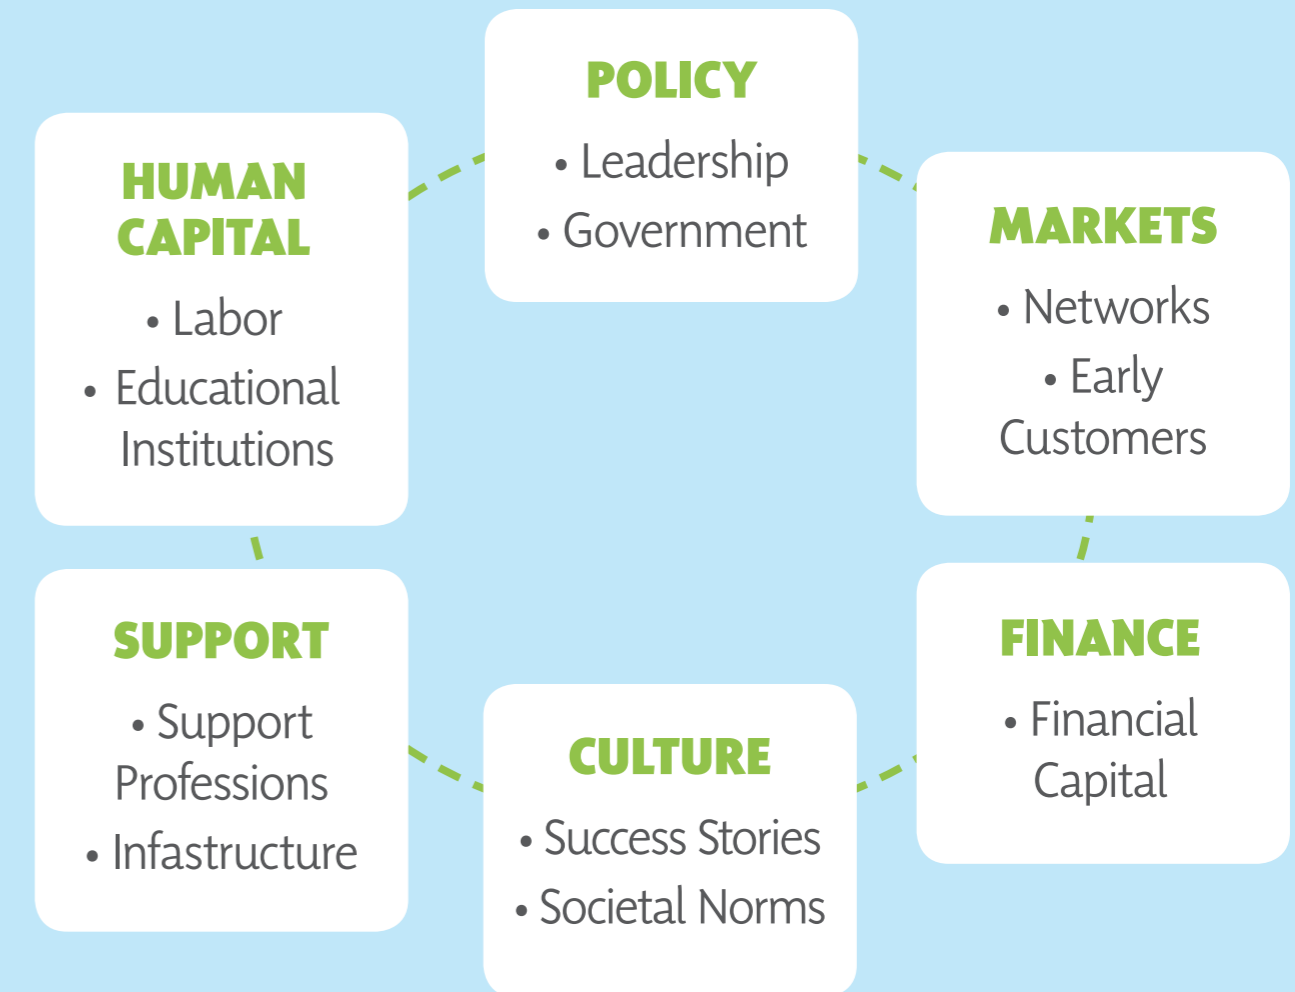 POLICY
• Leadership
• Government
HUMAN
CAPITAL
• Labor
• Educational
Institutions
MARKETS
• Networks
• Early
Customers
SUPPORT
• Support
Professions
• Infastructure
CULTURE
• Success Stories
• Societal Norms
FINANCE
• Financial
Capital